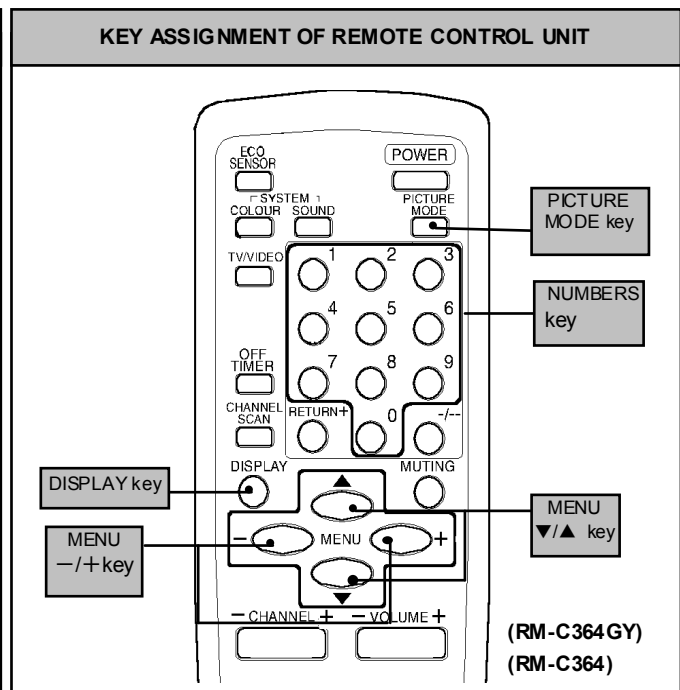 KEY ASSIGNMENT OF REMOTE CONTROL UNIT
ECO
SENSOR
POWER
SYSTEM
COLOUR SOUND
PICTURE
MODE
PICTURE
MODE key
TV/VIDEO
1 2 3
NUMBERS
key
4 5 6
OFF
TIMER
7 8 9
CHANNEL
SCAN
RETURN+ 0 -/--
DISPLAY MUTING
DISPLAY key
▲
MENU
▼/▲ key
MENU
−/+key
− MENU +
▼
− CHANNEL + − VOLUME +
(RM-C364GY)
(RM-C364)